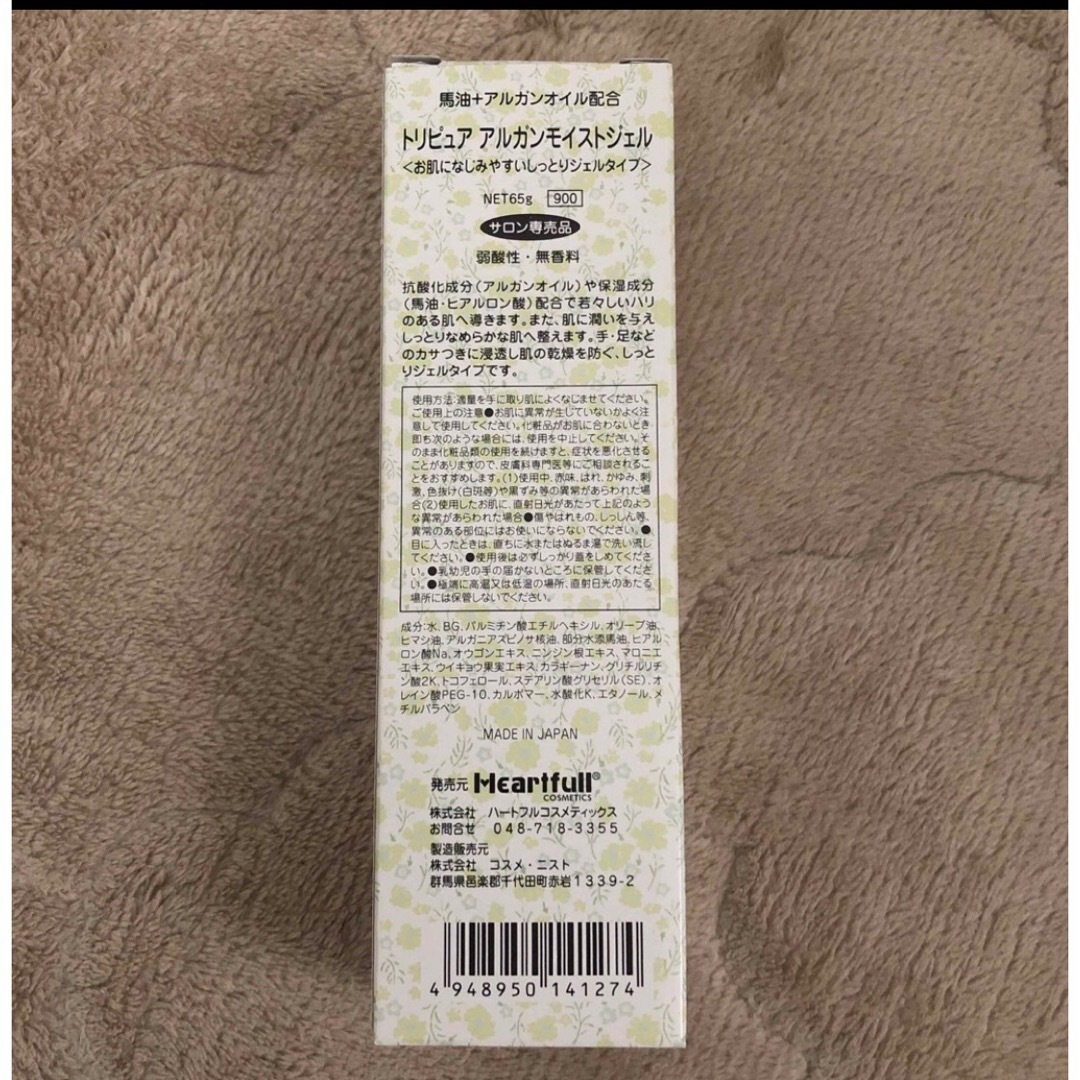 馬油+アルガンオイル配合
トリピュア アルガンモイストジェル
<お肌になじみやすいしっとりジェルタイプ>
NET65g 900
サロン専売品
弱酸性・無香料
抗酸化成分(アルガンオイル)や保湿成分
(馬油・ヒアルロン酸)配合で若々しいハリ
のある肌へ導きます。また、肌に潤いを与え
しっとりなめらかな肌へ整えます。手・足など
のカサつきに浸透し肌の乾燥を防ぐ、しっと
りジェルタイプです。
使用方法:適量を手に取り肌によくなじませてください。
ご使用上の注意●お肌に異常が生じていないかよく注
意して使用してください。化粧品がお肌に合わないとき
即ち次のような場合には、使用を中止してください。そ
のまま化粧品類の使用を続けますと、症状を悪化させる
ことがありますので、皮膚科専門医等にご相談されるこ
とをおすすめします。(1)使用中、赤味、はれ、かゆみ、刺
激、色抜け(白斑等)や黒ずみ等の異常があらわれた場
合(2)使用したお肌に、直射日光があたって上記のよう
な異常があらわれた場合●傷やはれもの、しっしん等、
異常のある部位にはお使いにならないでください。●
目に入ったときは、直ちに水またはぬるま湯で洗い流し
てください。●使用後は必ずしっかり蓋をしめてくださ
い。●乳幼児の手の届かないところに保管してくださ
い。●極端に高温又は低温の場所、直射日光のあたる
場所には保管しないでください。
成分:水、BG、パルミチン酸エチルヘキシル、オリーブ油、
ヒマシ油、アルガニアスピノサ核油、部分水添馬油、ヒアル
ロン酸Na、オウゴンエキス、ニンジン根エキス、マロニエ
エキス、ウイキョウ果実エキス、カラギーナン、グリチルリチ
ン酸2K、トコフェロール、ステアリン酸グリセリル(SE)、オ
レイン酸PEG-10、カルボマー、水酸化K、エタノール、メ
チルパラベン
MADE IN JAPAN
発売元 Heartfull®
COSMETICS
株式会社 ハートフルコスメティックス
お問合せ 048-718-3355
製造販売元
株式会社 コスメ・ニスト
群馬県邑楽郡千代田町赤岩1339-2
4 948950 141274